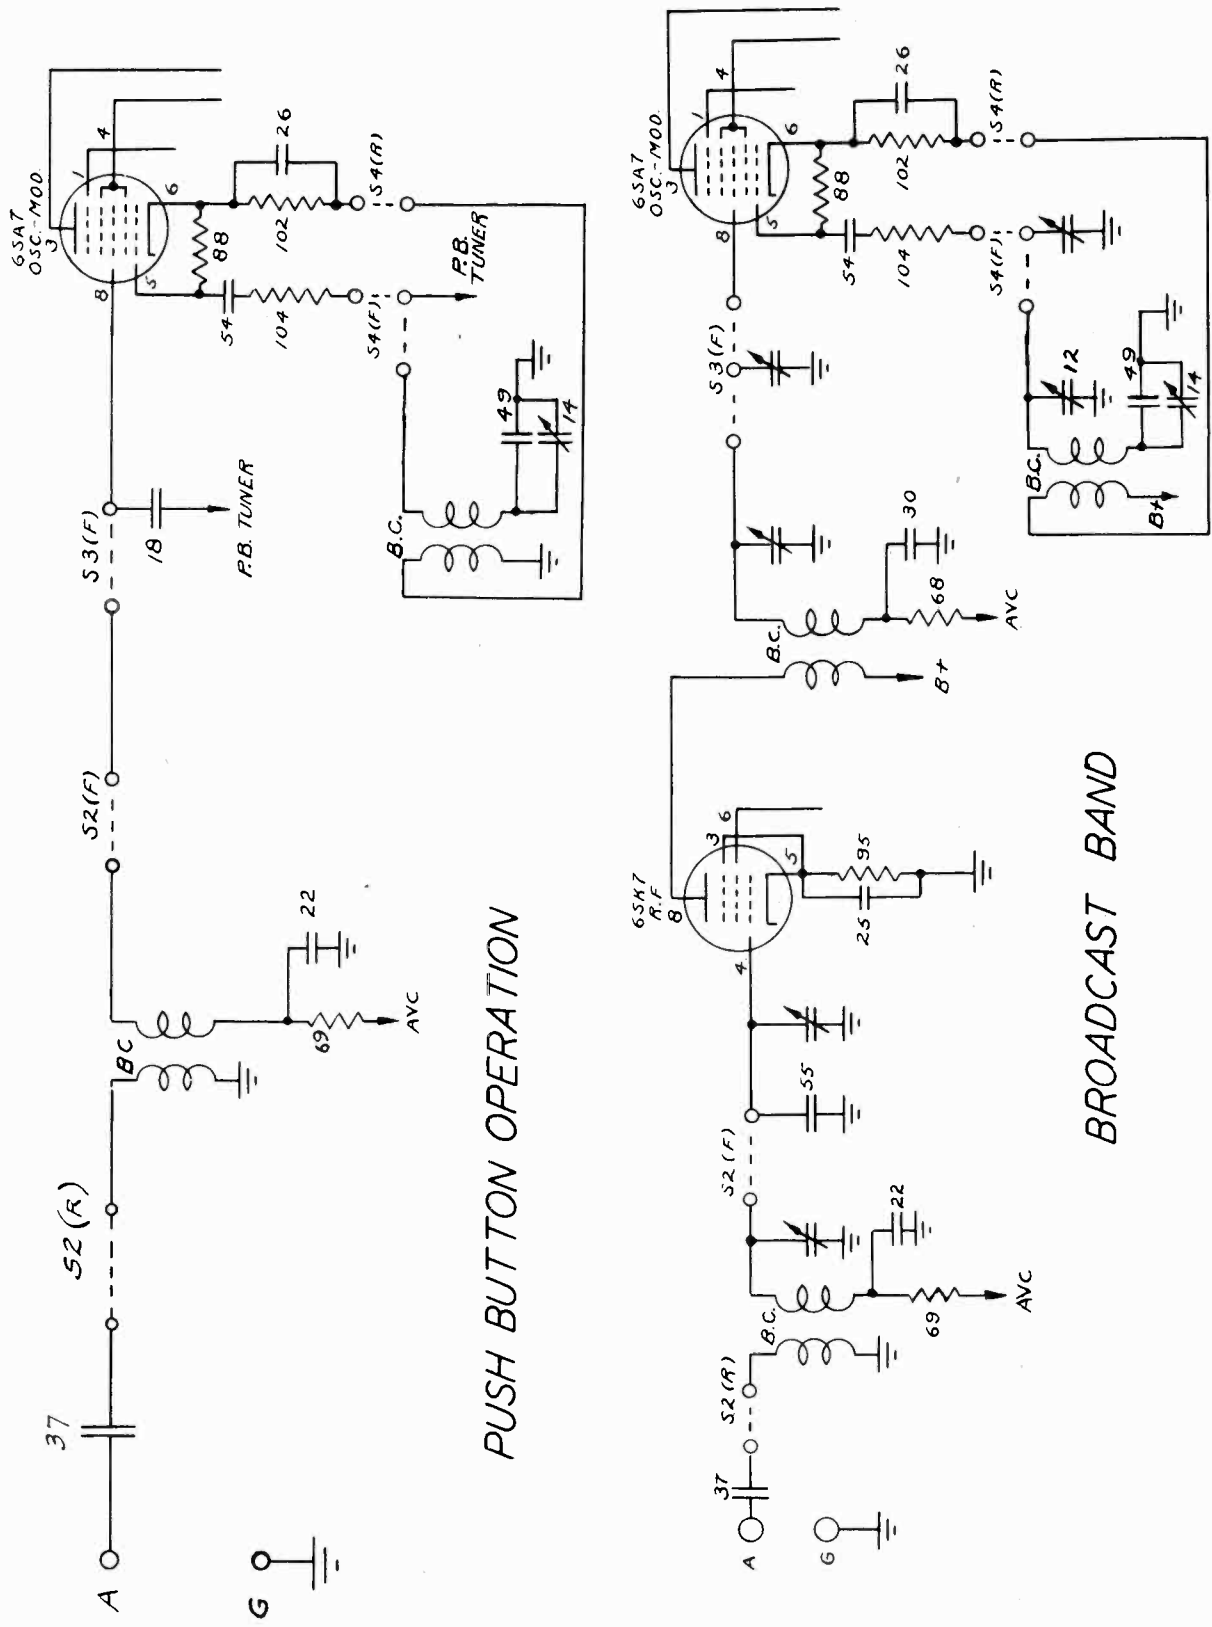 A
G
37
S2(R)
BC
69
AVC
22
S2(F)
S3(F)
18
P.B. TUNER
6SA7
OSC.-MOD.
3
8
5
1
4
6
88
54
104
102
26
S4(R)
S4(F)
P.B.
TUNER
B.C.
49
14
PUSH BUTTON OPERATION
A
G
37
S2(R)
B.C.
69
AVC
22
S2(F)
55
4
6SK7
R.F
8
3
6
5
95
25
B.C.
B+
30
68
AVC
S3(F)
6SA7
OSC.-MOD.
3
8
5
1
4
6
88
54
104
102
26
S4(R)
S4(F)
12
B.C.
B+
49
14
BROADCAST BAND